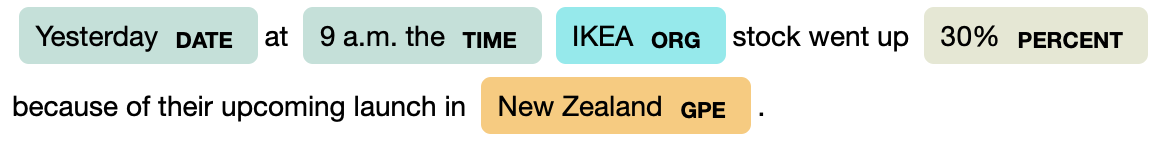 Yesterday DATE at 9 a.m. the TIME IKEA ORG stock went up 30% PERCENT
because of their upcoming launch in New Zealand GPE .